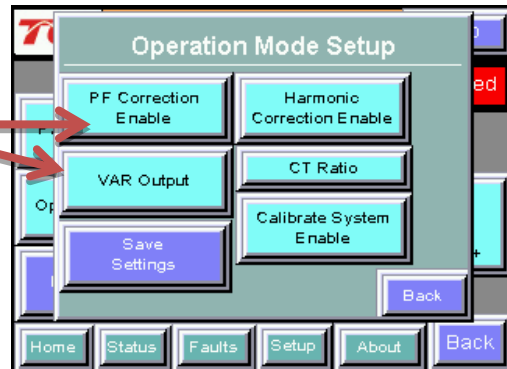 Operation Mode Setup
PF Correction
Enable
Harmonic
Correction Enable
VAR Output
CT Ratio
Calibrate System
Enable
Save
Settings
Back
ed
Op
+
Home
Status
Faults
Setup
About
Back